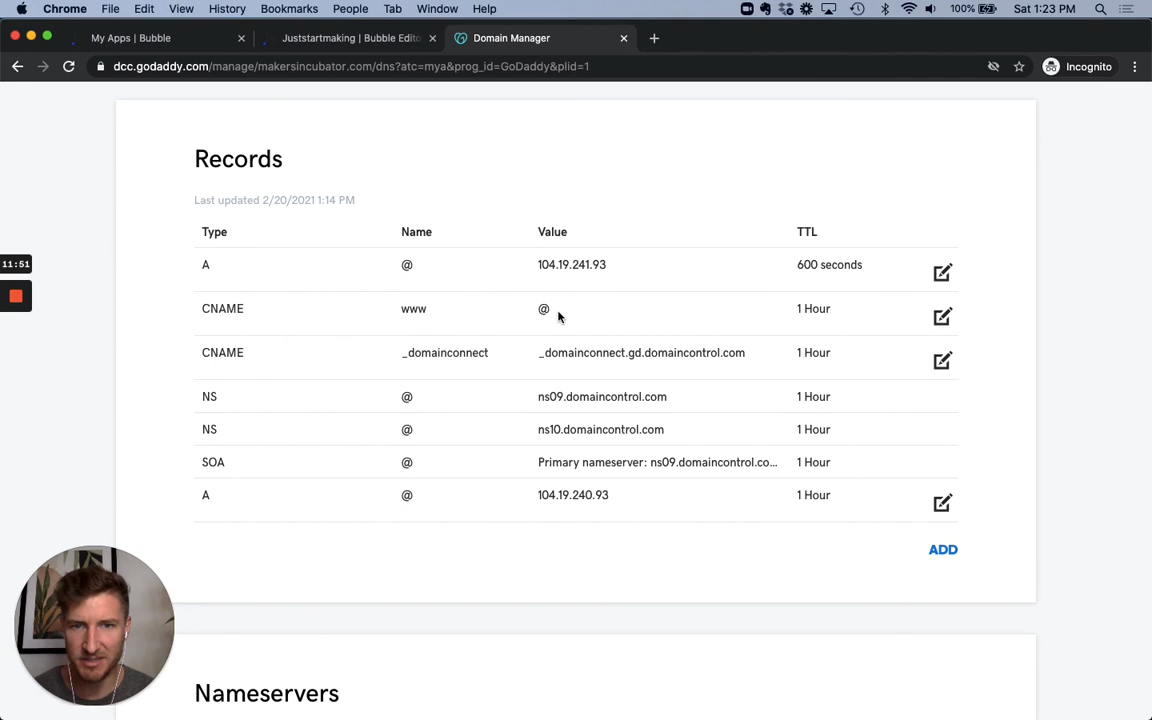 Chrome File Edit View History Bookmarks People Tab Window Help 100% Sat 1:23 PM
My Apps | Bubble Juststartmaking | Bubble Edito Domain Manager
dcc.godaddy.com/manage/makersincubator.com/dns?atc=mya&prog_id=GoDaddy&plid=1 Incognito
Records
Last updated 2/20/2021 1:14 PM
Type Name Value TTL
11:51
A @ 104.19.241.93 600 seconds
CNAME www @ 1 Hour
CNAME _domainconnect _domainconnect.gd.domaincontrol.com 1 Hour
NS @ ns09.domaincontrol.com 1 Hour
NS @ ns10.domaincontrol.com 1 Hour
SOA @ Primary nameserver: ns09.domaincontrol.co... 1 Hour
A @ 104.19.240.93 1 Hour
ADD
Nameservers